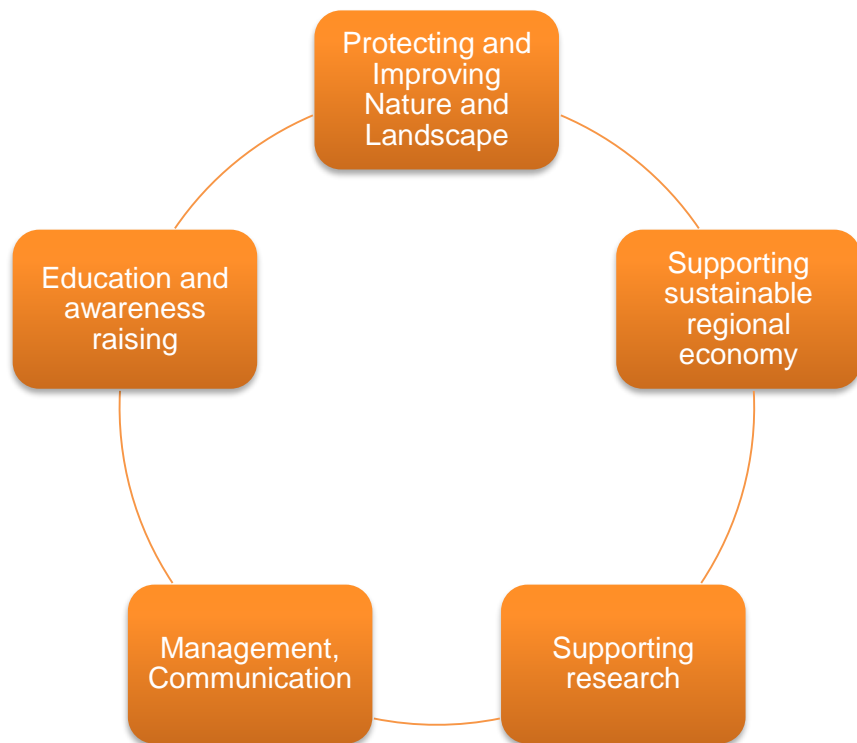 Protecting and
Improving
Nature and
Landscape
Supporting
sustainable
regional
economy
Supporting
research
Management,
Communication
Education and
awareness
raising